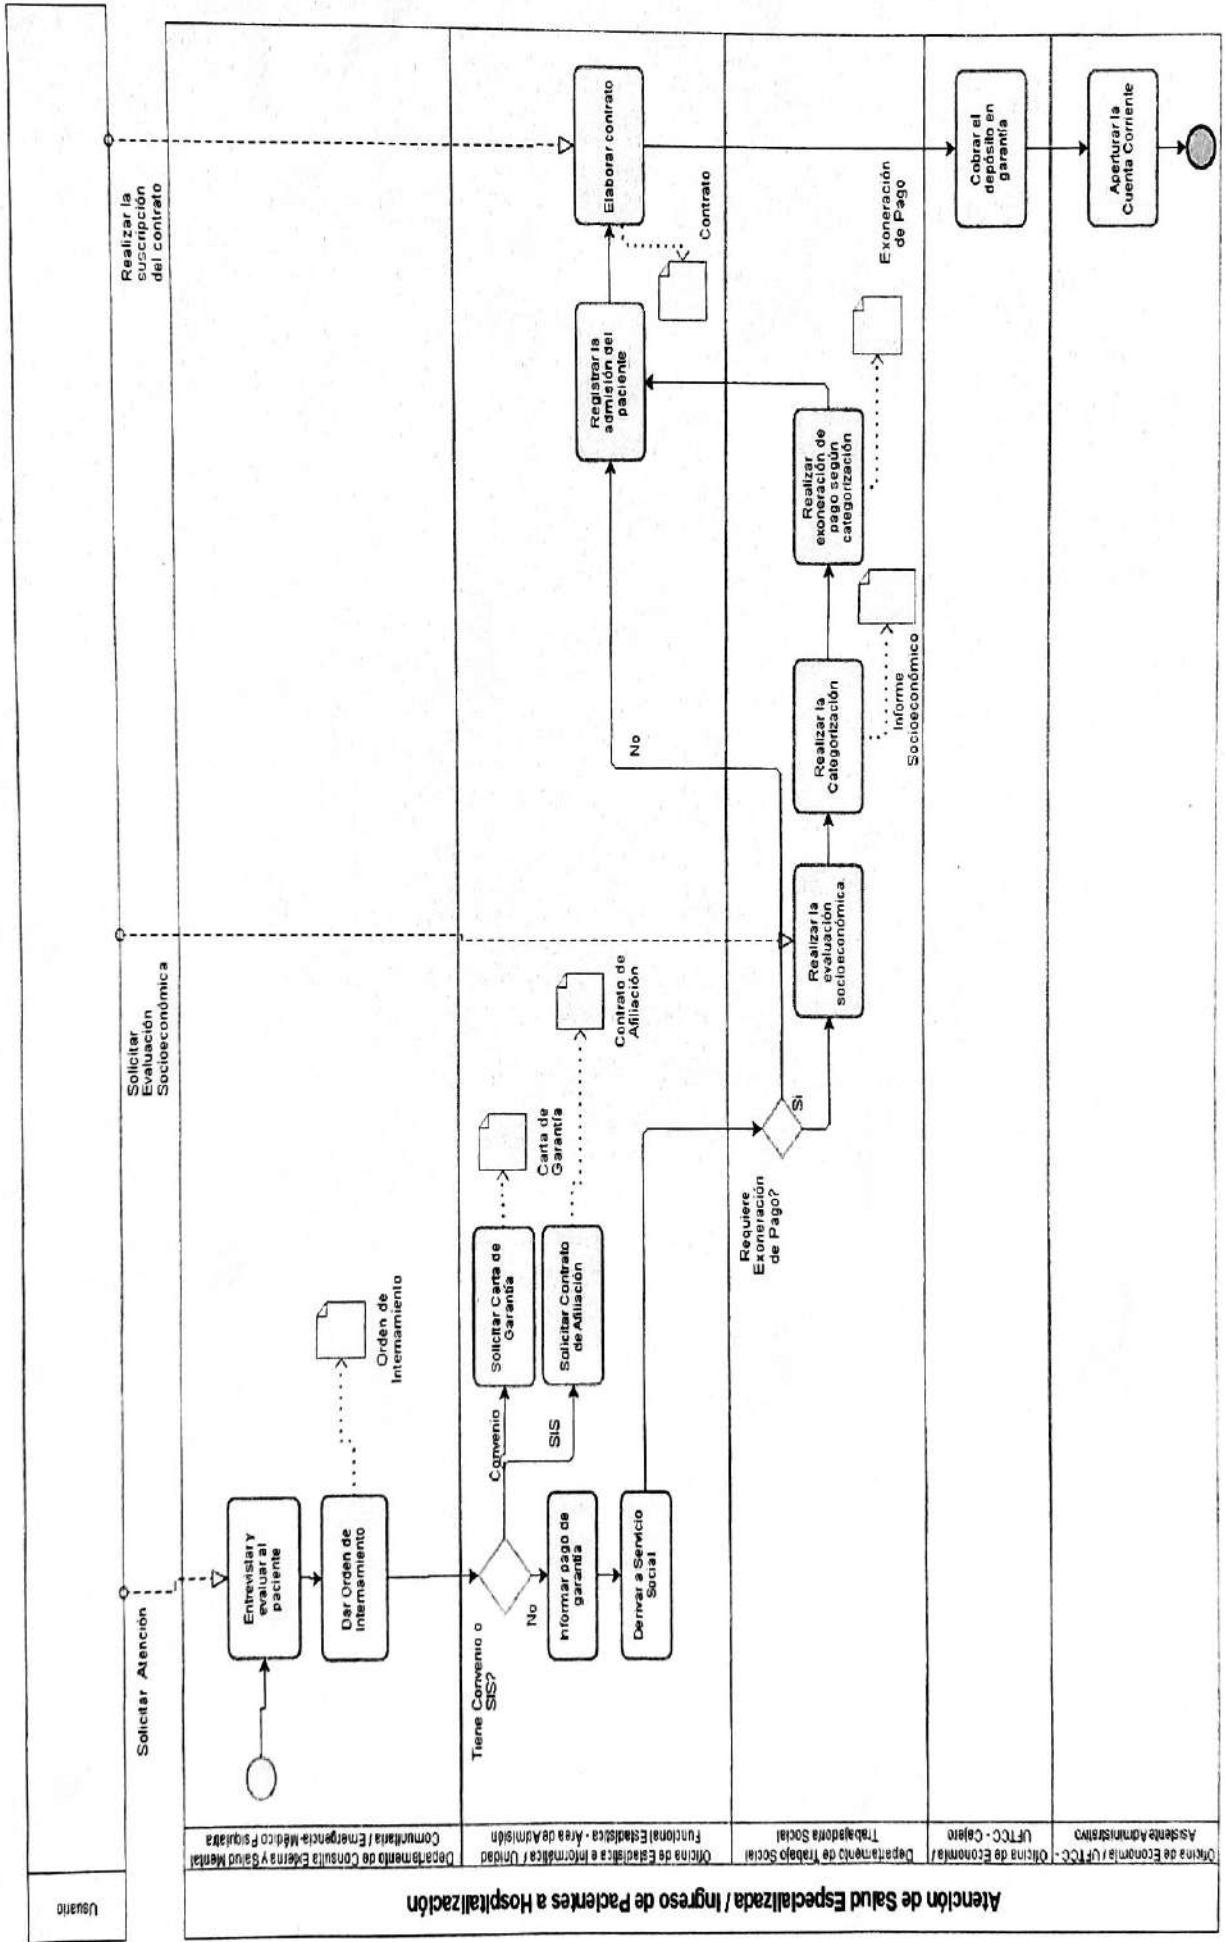 Usuario
Solicitar Atención
Solicitar
Evaluación
Socioeconómica
Realizar la
suscripción
del contrato
Atención de Salud Especializada / Ingreso de Pacientes a Hospitalización
Departamento de Consulta Externa y Salud Mental
Comunitaria / Emergencia-Médico Psiquiatra
Entrevistar y
evaluar al
paciente
Dar Orden de
Internamiento
Orden de
Internamiento
Oficina de Estadística e Informática / Unidad
Funcional Estadística - Área de Admisión
Tiene Convenio o
SIS?
Convenio
SIS
No
Solicitar Carta de
Garantía
Carta de
Garantía
Solicitar Contrato
de Afiliación
Contrato de
Afiliación
Informar pago de
garantía
Derivar a Servicio
Social
No
Registrar la
admisión del
paciente
Elaborar contrato
Contrato
Departamento de Trabajo Social
Trabajadora Social
Requiere
Exoneración
de Pago?
Si
Realizar la
evaluación
socioeconómica.
Realizar la
Categorización
Informe
Socioeconómico
Realizar
exoneración de
pago según
categorización
Exoneración
de Pago
Oficina de Economía /
UFTCC - Cajero
Cobrar el
depósito en
garantía
Oficina de Economía / UFTCC -
Asistente Administrativo
Aperturar la
Cuenta Corriente